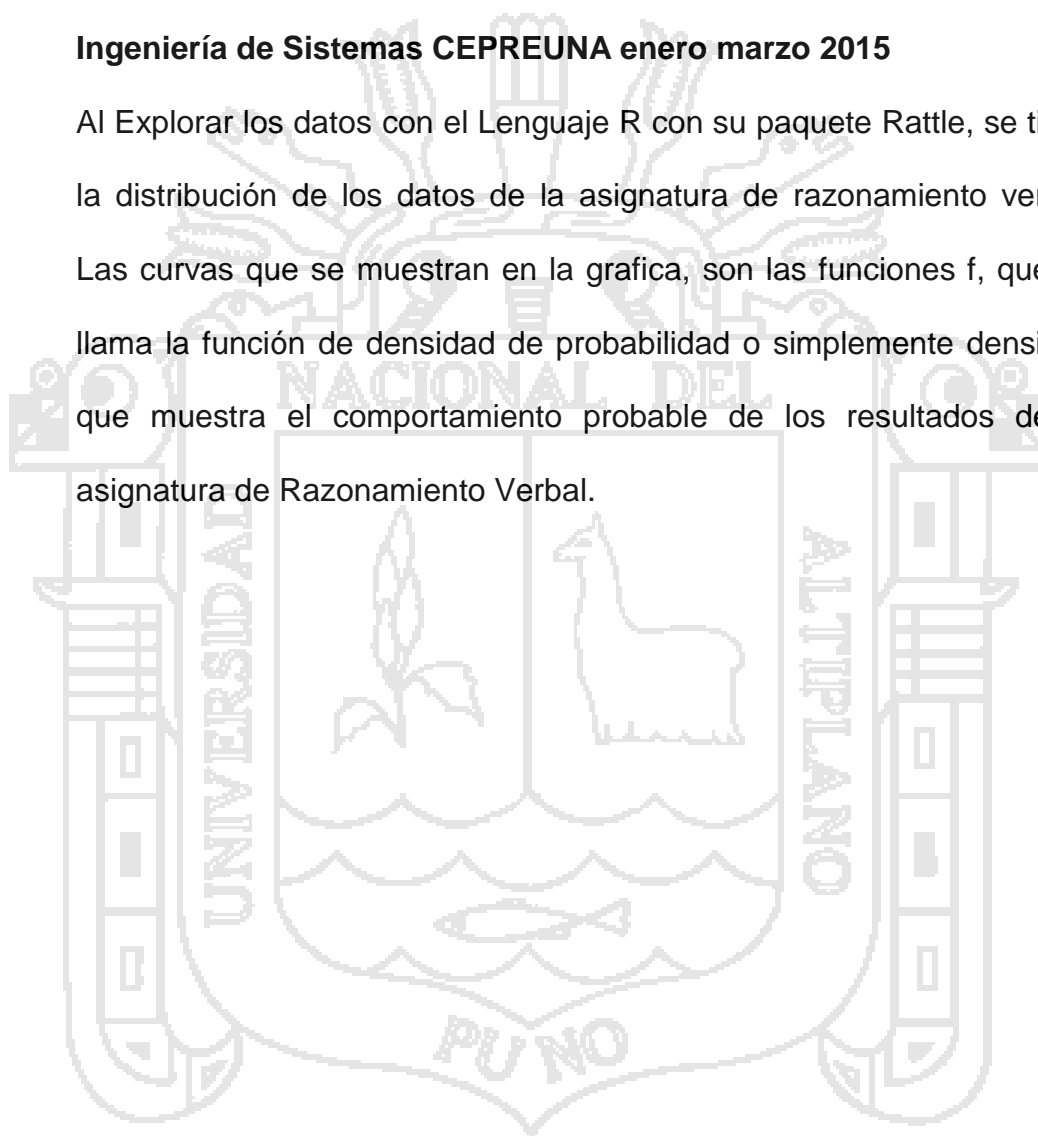 Ingeniería de Sistemas CEPREUNA enero marzo 2015
Al Explorar los datos con el Lenguaje R con su paquete Rattle, se
la distribución de los datos de la asignatura de razonamiento
Las curvas que se muestran en la grafica, son las funciones f,
llama la función de densidad de probabilidad o simplemente
que muestra el comportamiento probable de los resultados
asignatura de Razonamiento Verbal.
NACIONAL DEL
UNIVERSIDAD
ALTIPLANO
PUNO